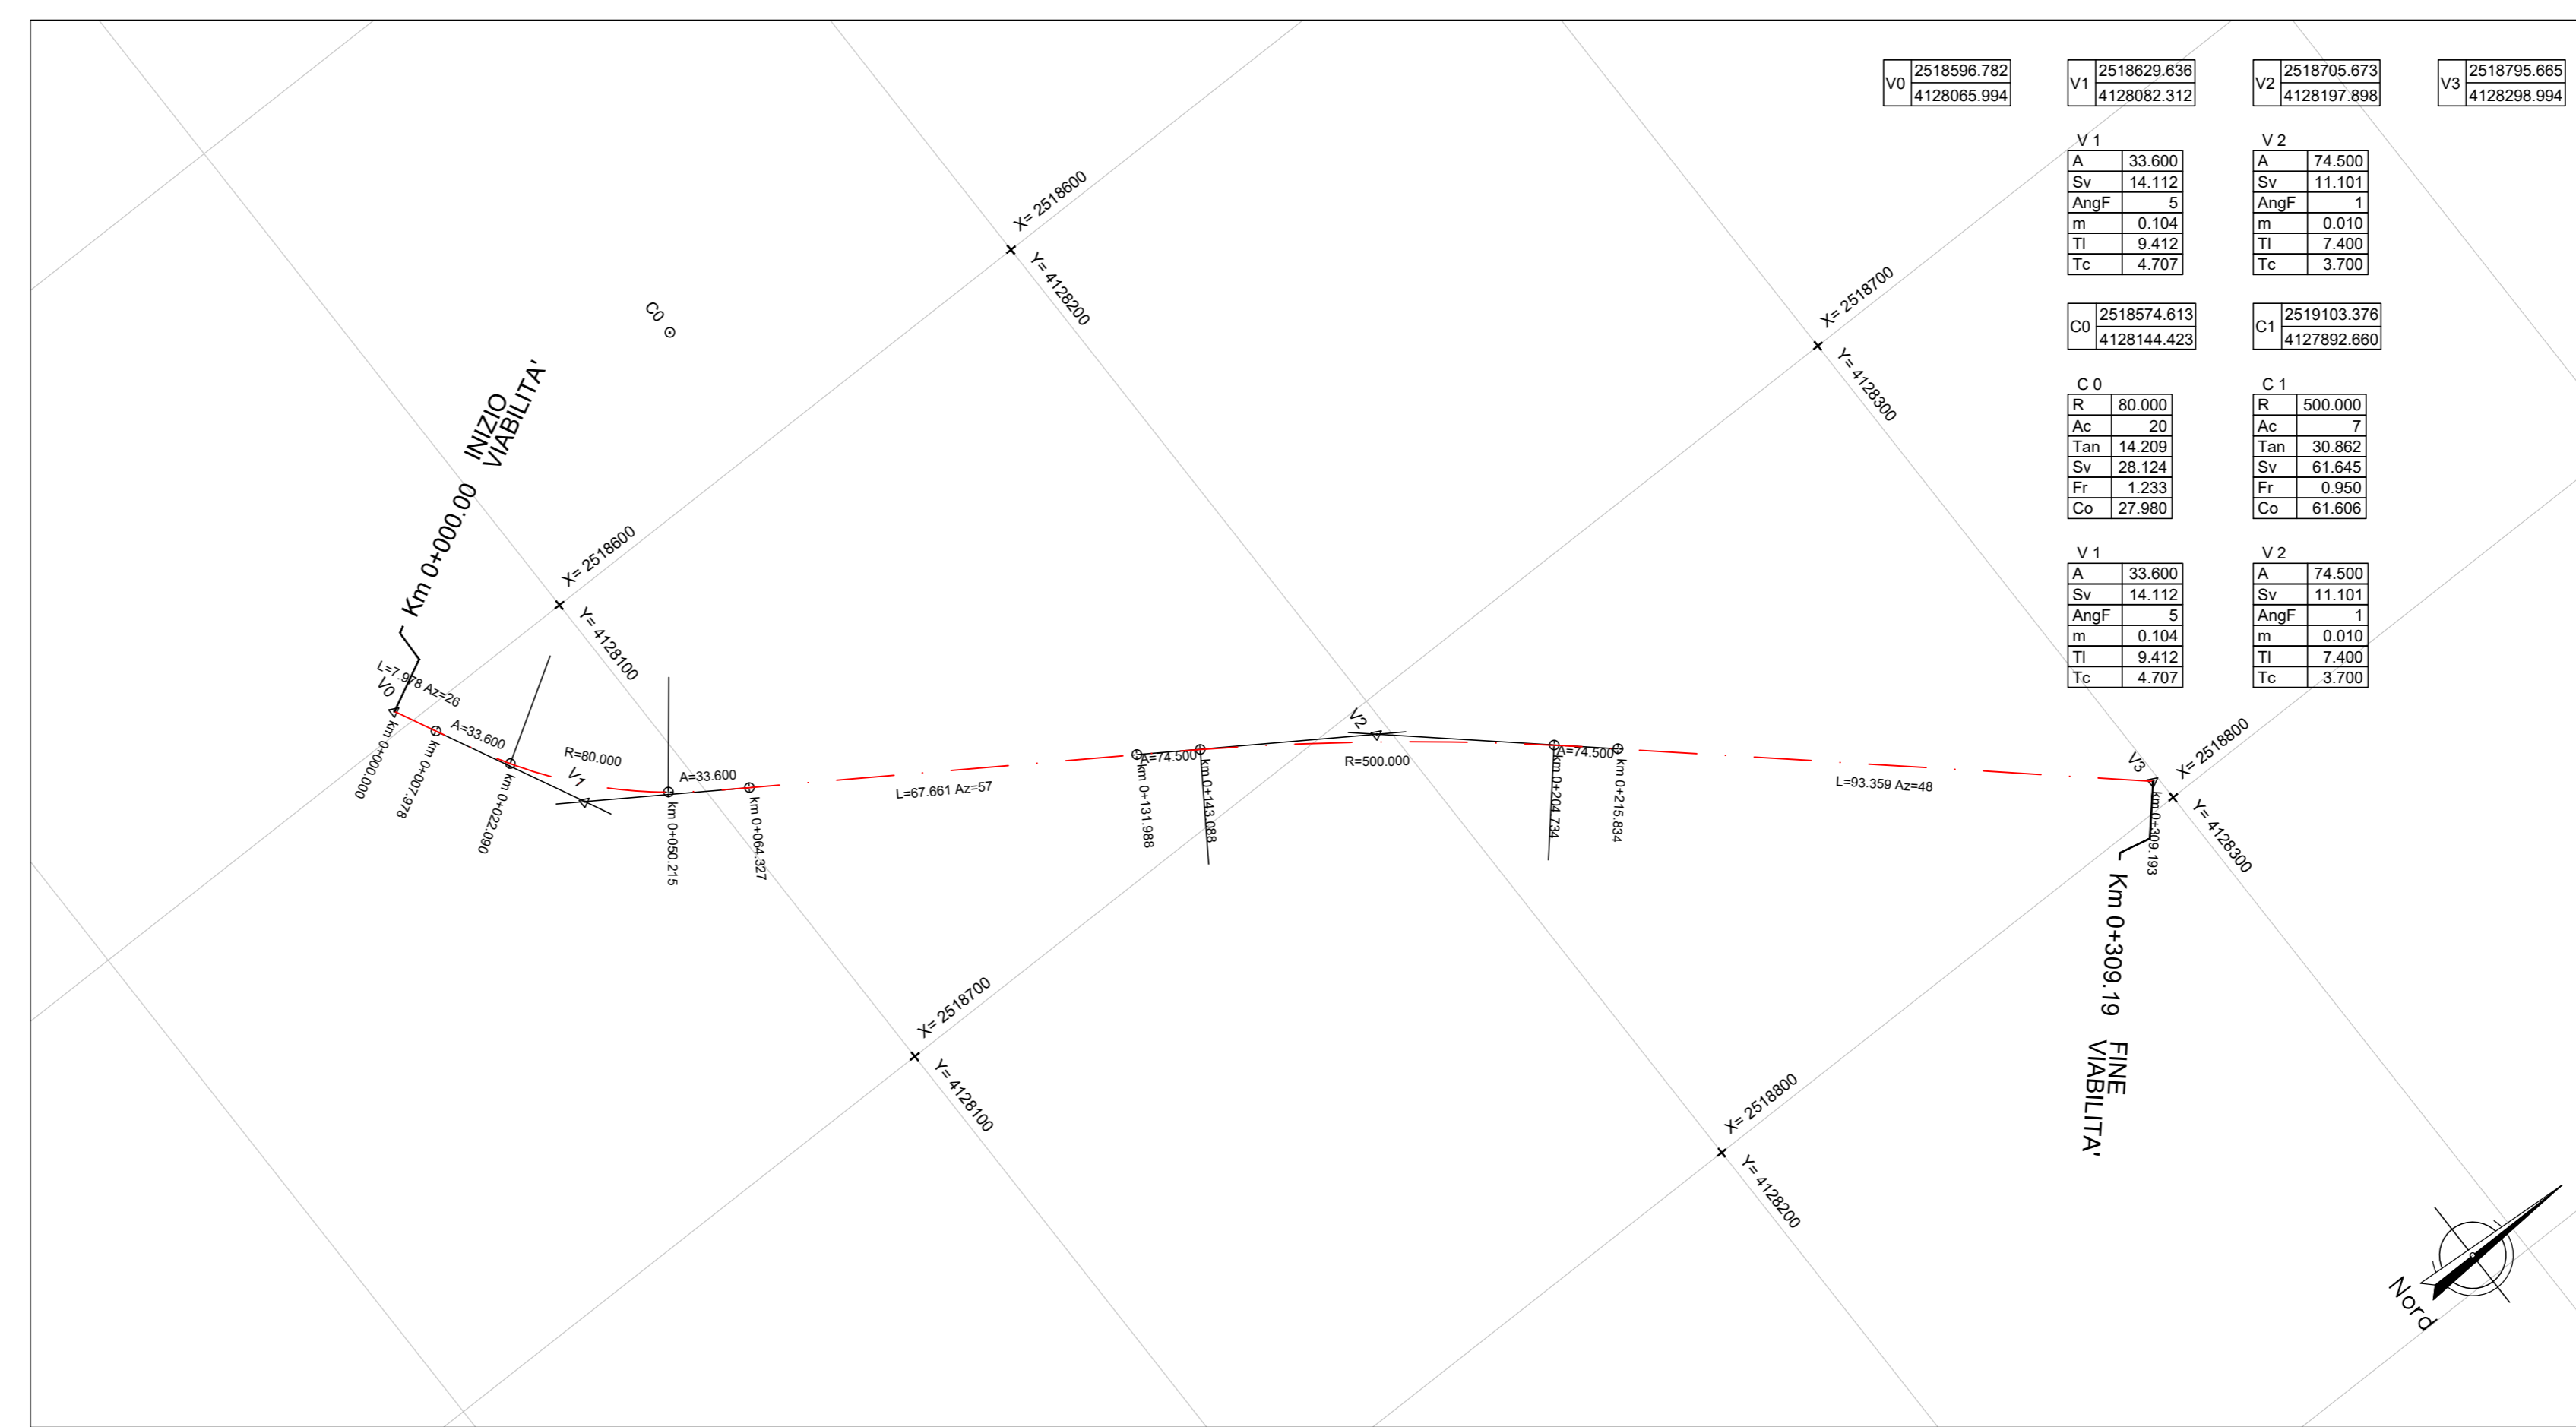 V0 2518596.782
4128065.994
V1 2518629.636
4128082.312
V2 2518705.673
4128197.898
V3 2518795.665
4128298.994
V 1
A 33.600
Sv 14.112
AngF 5
m 0.104
Tl 9.412
Tc 4.707
V 2
A 74.500
Sv 11.101
AngF 1
m 0.010
Tl 7.400
Tc 3.700
C0 2518574.613
4128144.423
C1 2519103.376
4127892.660
C 0
R 80.000
Ac 20
Tan 14.209
Sv 28.124
Fr 1.233
Co 27.980
C 1
R 500.000
Ac 7
Tan 30.862
Sv 61.645
Fr 0.950
Co 61.606
V 1
A 33.600
Sv 14.112
AngF 5
m 0.104
Tl 9.412
Tc 4.707
V 2
A 74.500
Sv 11.101
AngF 1
m 0.010
Tl 7.400
Tc 3.700
X= 2518600
Y= 4128200
X= 2518700
Y= 4128300
C0
Km 0+000.00 INIZIO
VIABILITA'
X= 2518600
Y= 4128100
L=7.978 Az=26
V0
km 0+000.000
km 0+007.978
A=33.600
km 0+022.090
R=80.000
V1
A=33.600
km 0+050.215
km 0+064.327
L=67.661 Az=57
km 0+131.988
A=74.500
km 0+143.088
V2
R=500.000
A=74.500
km 0+204.734
km 0+215.834
L=93.359 Az=48
V3
km 0+309.193
X= 2518800
Y= 4128300
Km 0+309.19 FINE
VIABILITA'
X= 2518700
Y= 4128100
X= 2518800
Y= 4128200
Nord